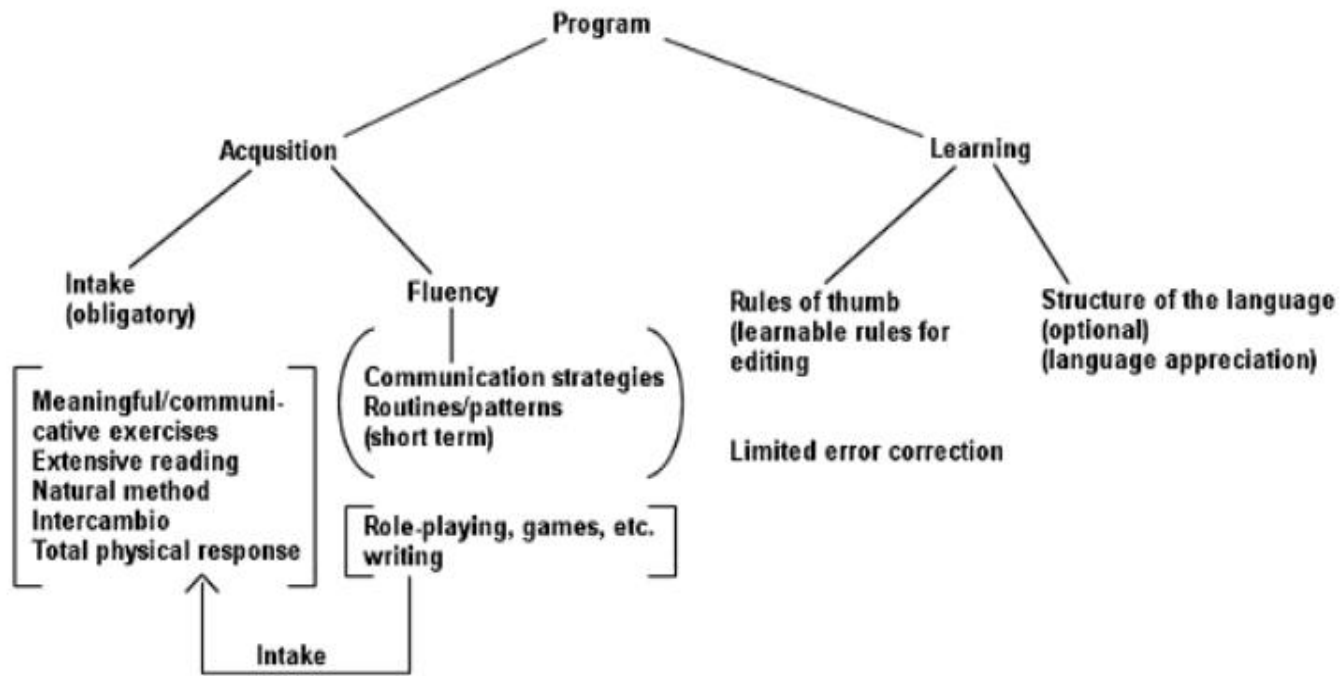 Program
Acqusition
Learning
Intake
(obligatory)
Fluency
Rules of thumb
(learnable rules for
editing
Structure of the language
(optional)
(language appreciation)
Meaningful/communi-
cative exercises
Extensive reading
Natural method
Intercambio
Total physical response
Communication strategies
Routines/patterns
(short term)
Limited error correction
Role-playing, games, etc.
writing
Intake